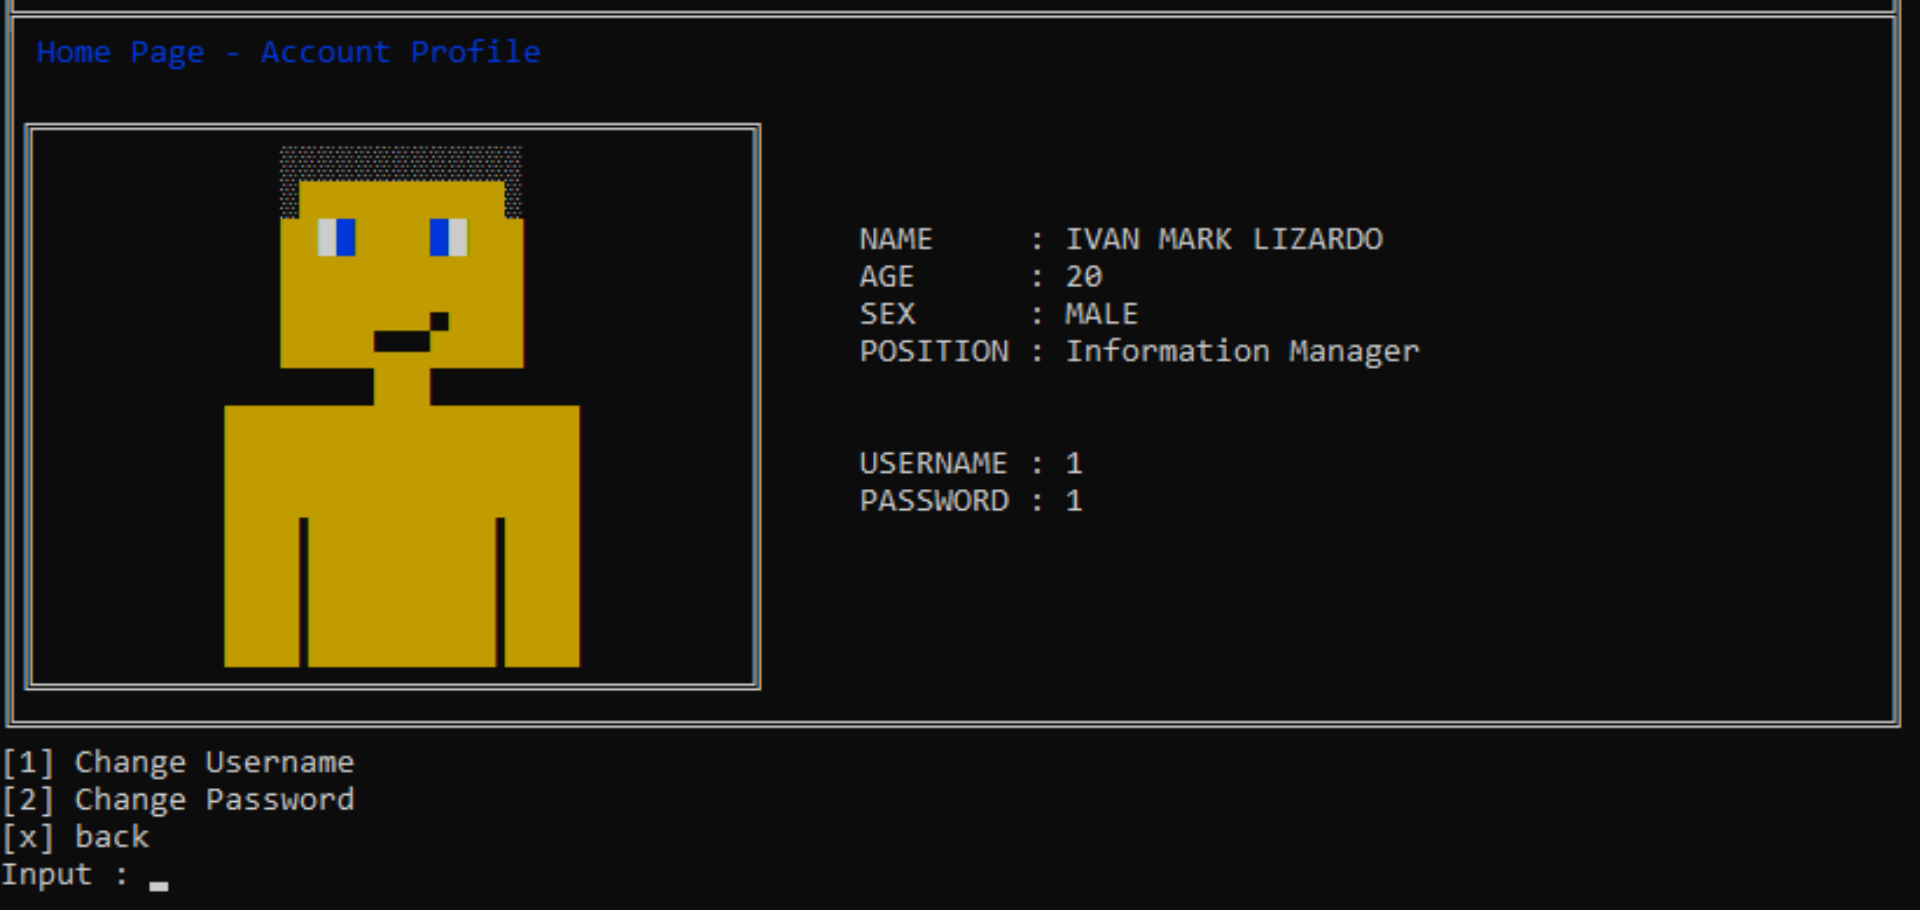 Home Page - Account Profile
NAME : IVAN MARK LIZARDO
AGE : 20
SEX : MALE
POSITION : Information Manager
USERNAME : 1
PASSWORD : 1
[1] Change Username
[2] Change Password
[x] back
Input :